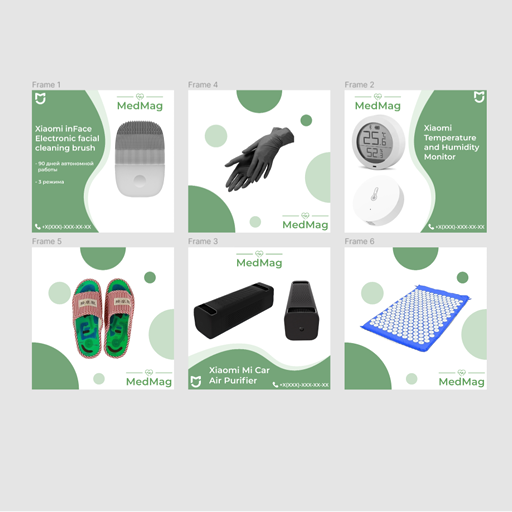 Frame 1
MedMag
Xiaomi inFace
Electronic facial
cleaning brush
- 90 дней автономной
работы
- 3 режима
+X(XXX)-XXX-XX-XX
Frame 4
MedMag
Frame 2
MedMag
Xiaomi
Temperature
and Humidity
Monitor
+X(XXX)-XXX-XX-XX
Frame 5
MedMag
Frame 3
MedMag
Xiaomi Mi Car
Air Purifier
+X(XXX)-XXX-XX-XX
Frame 6
MedMag